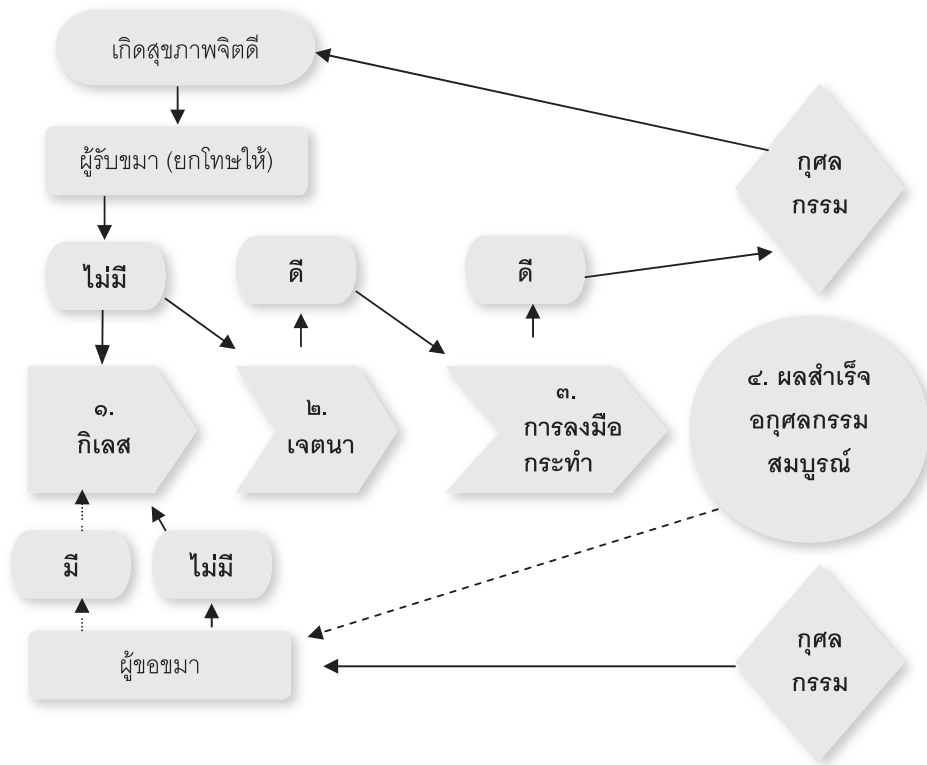 เกิดสุขภาพจิตดี
ผู้รับขมา (ยกโทษให้)
กุศล
กรรม
ไม่มี
ดี
ดี
๑.
กิเลส
๒.
เจตนา
๓.
การลงมือ
กระทำ
๔. ผลสำเร็จ
อกุศลกรรม
สมบูรณ์
มี
ไม่มี
ผู้ขอขมา
กุศล
กรรม